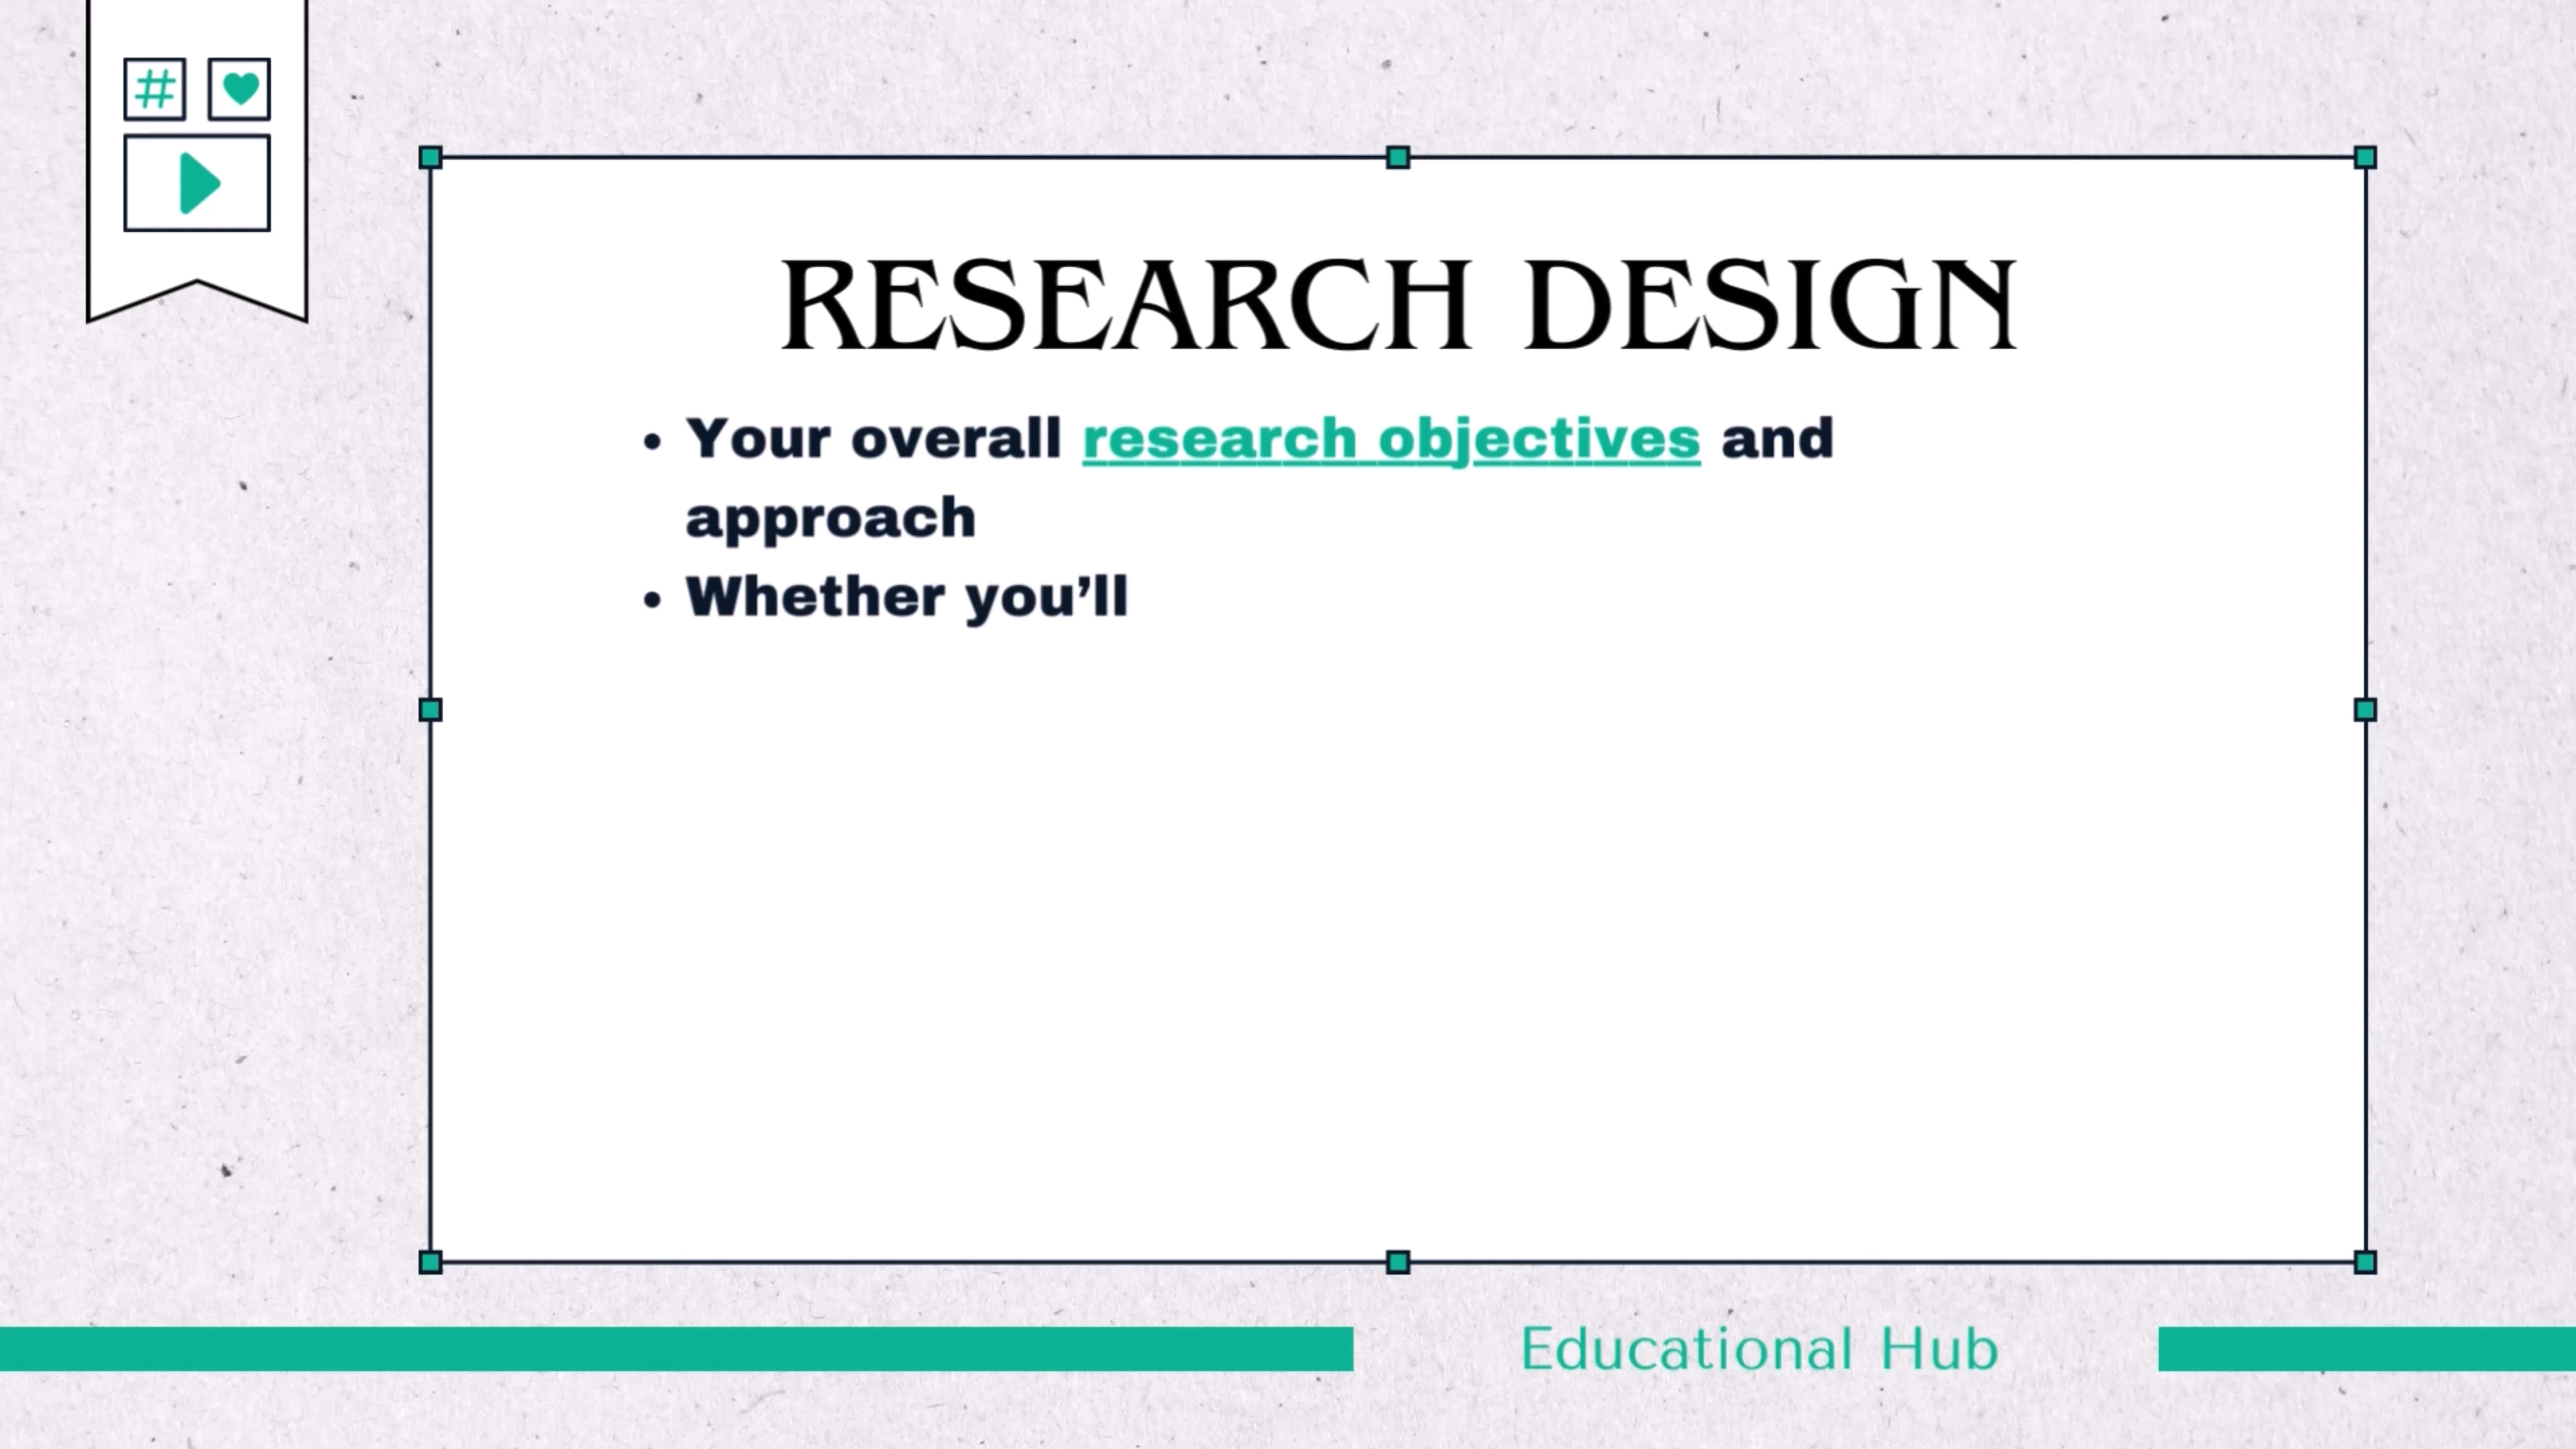 #
RESEARCH DESIGN
• Your overall research objectives and
approach
• Whether you’ll
Educational Hub